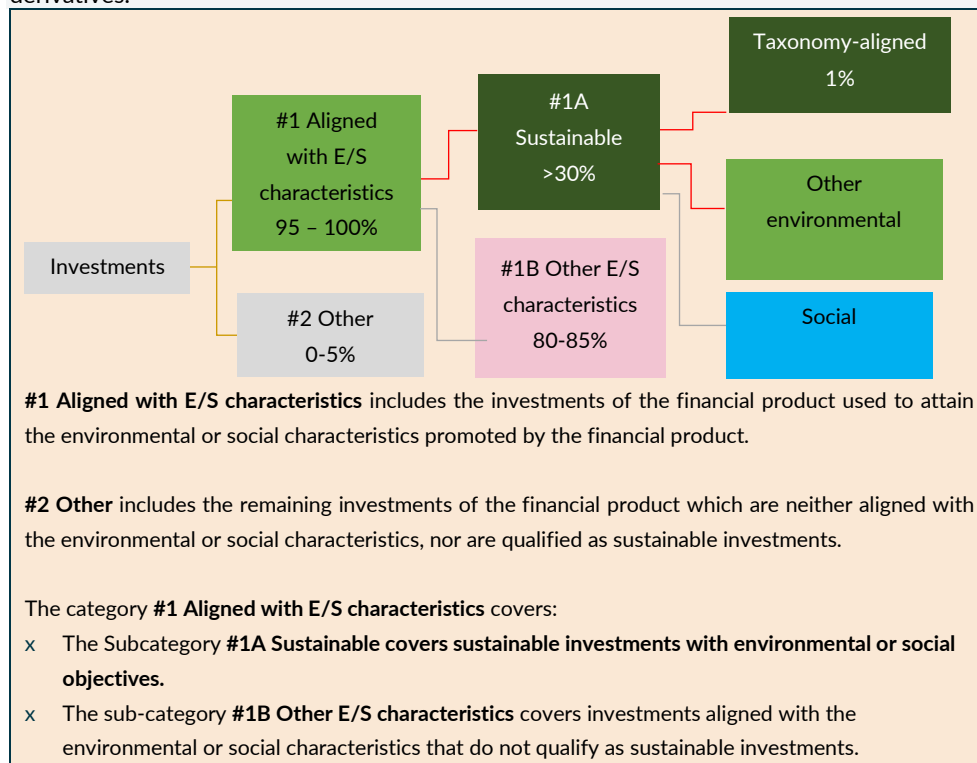 derivatives.
Taxonomy-aligned
1%
#1A
Sustainable
>30%
#1 Aligned
with E/S
characteristics
95 – 100%
Other
environmental
Investments
#1B Other E/S
characteristics
80-85%
#2 Other
0-5%
Social
#1 Aligned with E/S characteristics includes the investments of the financial product used to attain
the environmental or social characteristics promoted by the financial product.
#2 Other includes the remaining investments of the financial product which are neither aligned with
the environmental or social characteristics, nor are qualified as sustainable investments.
The category #1 Aligned with E/S characteristics covers:
x The Subcategory #1A Sustainable covers sustainable investments with environmental or social
objectives.
x The sub-category #1B Other E/S characteristics covers investments aligned with the
environmental or social characteristics that do not qualify as sustainable investments.